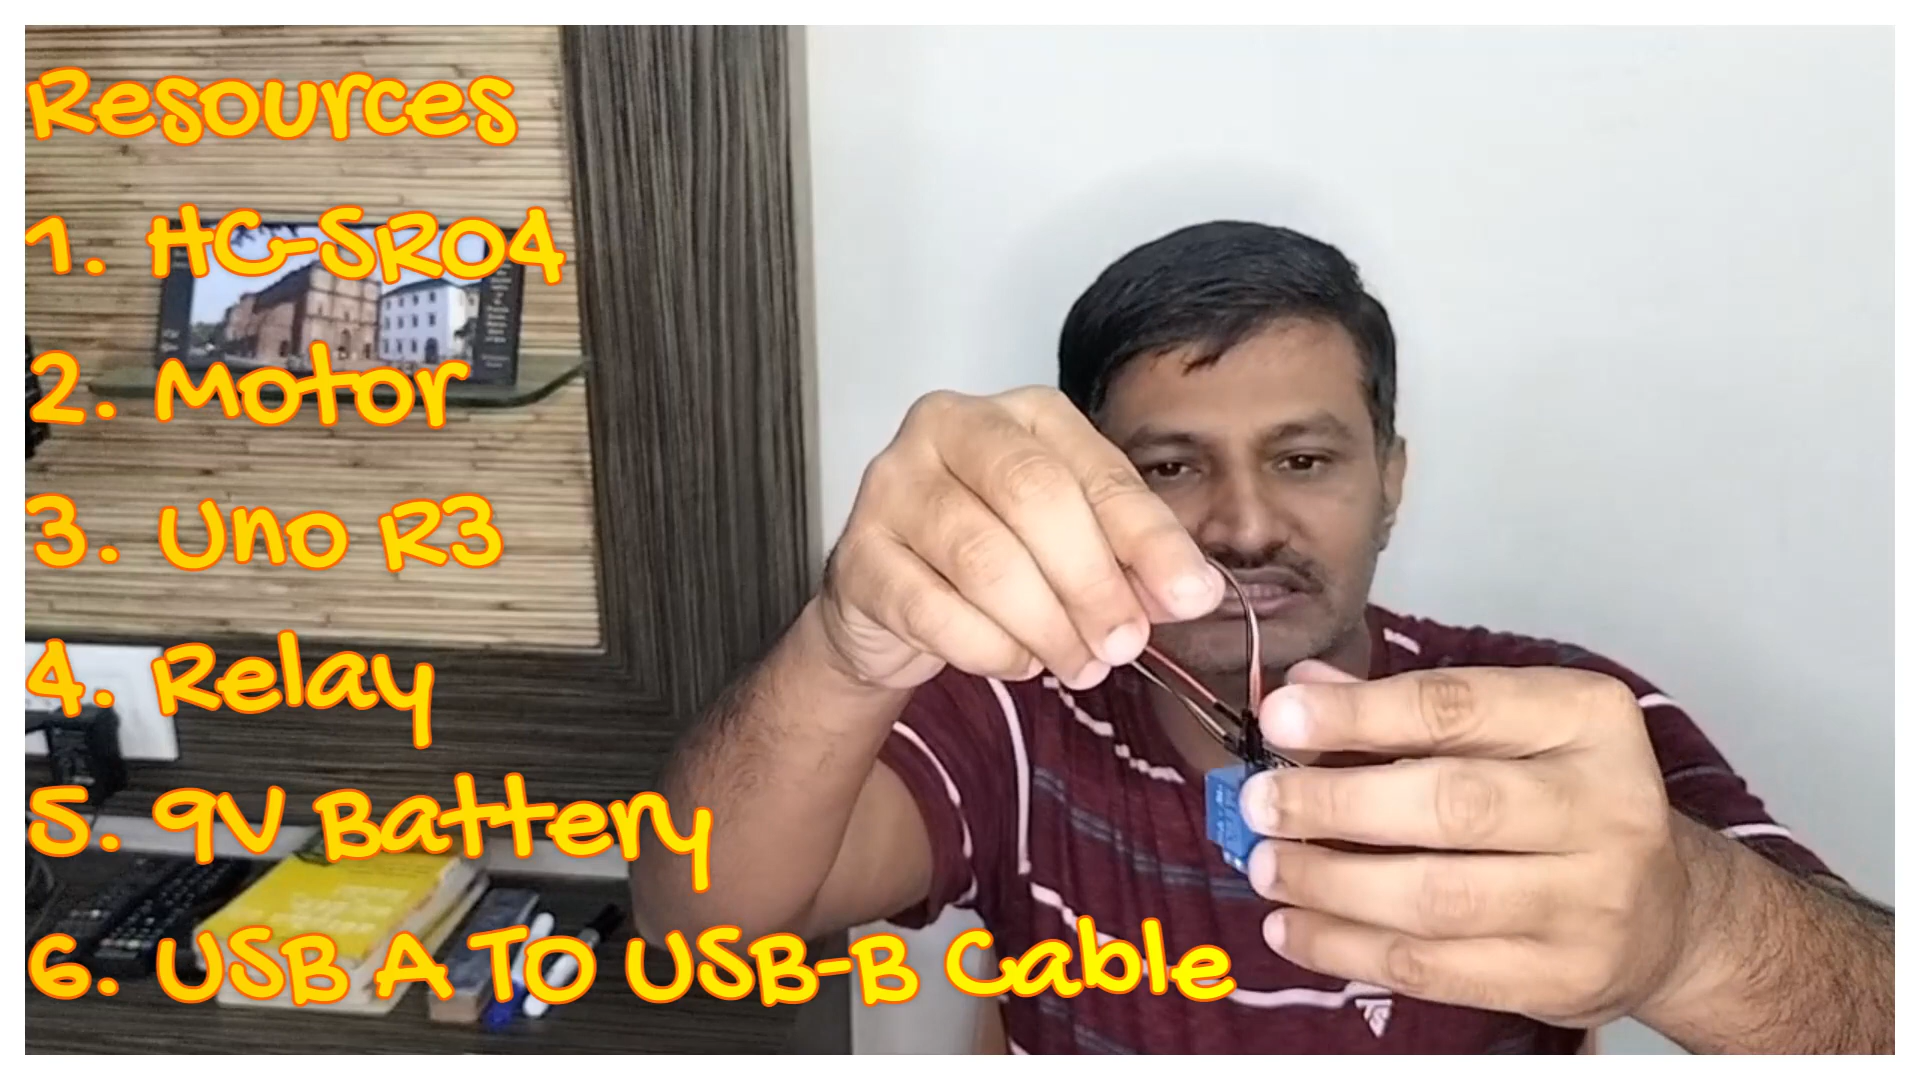 Resources
1. HC-SR04
2. Motor
3. Uno R3
4. Relay
5. 9V Battery
6. USB A TO USB-B Cable